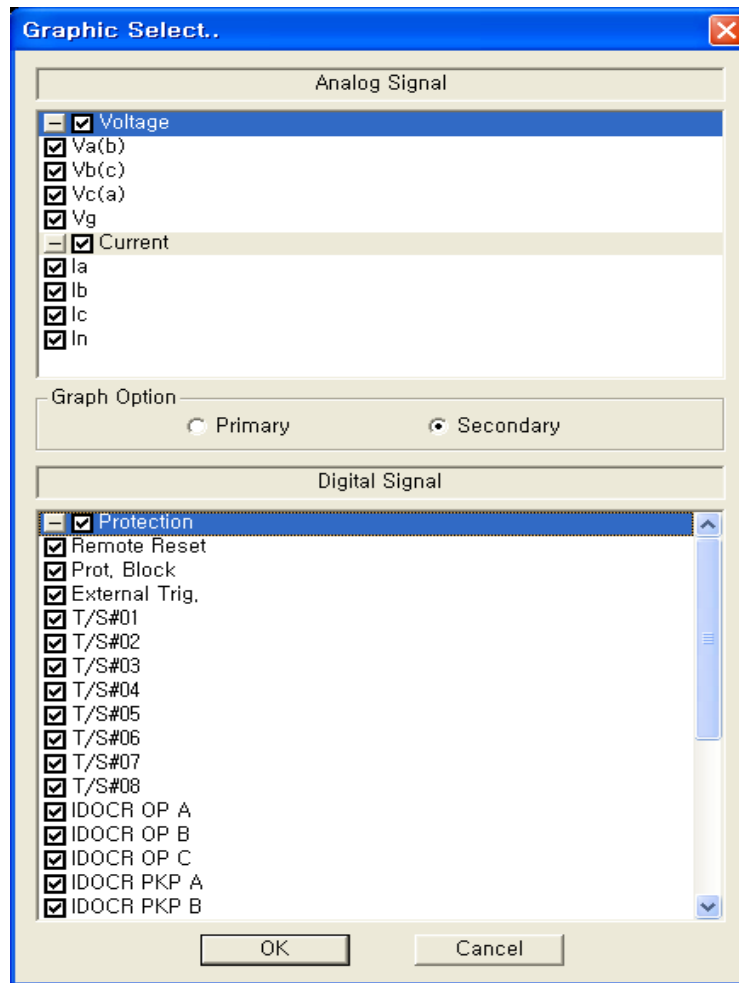 Graphic Select..
Analog Signal
Voltage
Va(b)
Vb(c)
Vc(a)
Vg
Current
Ia
Ib
Ic
In
Graph Option
Primary Secondary
Digital Signal
Protection
Remote Reset
Prot. Block
External Trig.
T/S#01
T/S#02
T/S#03
T/S#04
T/S#05
T/S#06
T/S#07
T/S#08
IDOCR OP A
IDOCR OP B
IDOCR OP C
IDOCR PKP A
IDOCR PKP B
OK Cancel